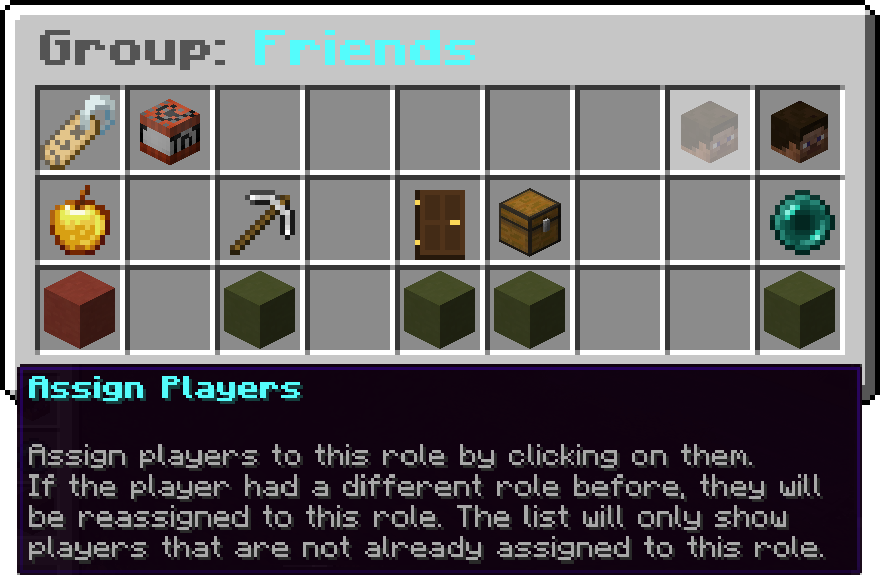 Group: Friends
Assign Players
Assign players to this role by clicking on them.
If the player had a different role before, they will
be reassigned to this role. The list will only show
players that are not already assigned to this role.